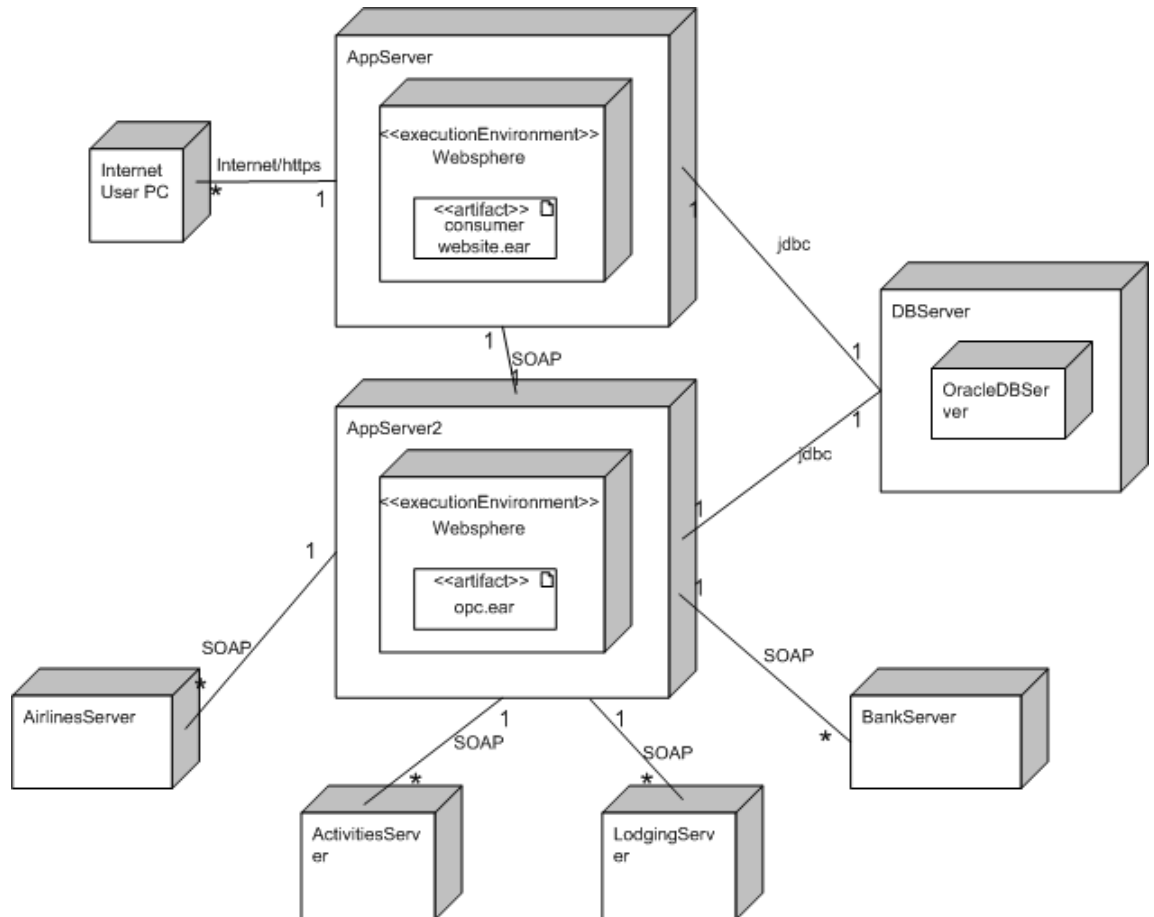 AppServer
<<executionEnvironment>>
Websphere
<<artifact>>
consumer
website.ear
Internet
User PC
Internet/https
*
1
1
jdbc
1
DBServer
OracleDBSer
ver
1
SOAP
1
AppServer2
<<executionEnvironment>>
Websphere
<<artifact>>
opc.ear
1
jdbc
1
1
1
SOAP
*
AirlinesServer
SOAP
*
BankServer
1
SOAP
*
ActivitiesServ
er
1
SOAP
*
LodgingServ
er